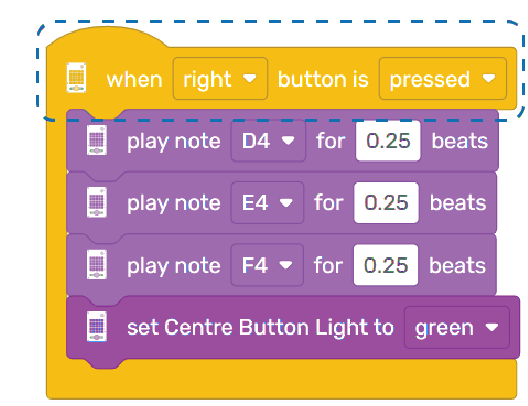 when right button is pressed
play note D4 for 0.25 beats
play note E4 for 0.25 beats
play note F4 for 0.25 beats
set Centre Button Light to green